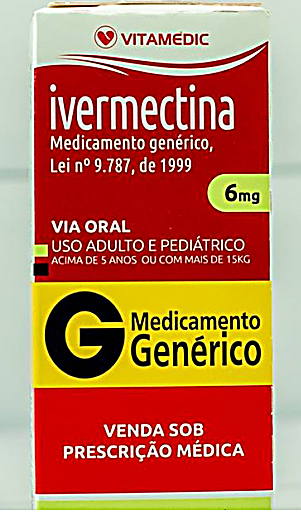 VITAMEDIC
ivermectina
Medicamento genérico,
Lei nº 9.787, de 1999
6mg
VIA ORAL
USO ADULTO E PEDIÁTRICO
ACIMA DE 5 ANOS OU COM MAIS DE 15KG
G Medicamento
Genérico
VENDA SOB
PRESCRIÇÃO MÉDICA